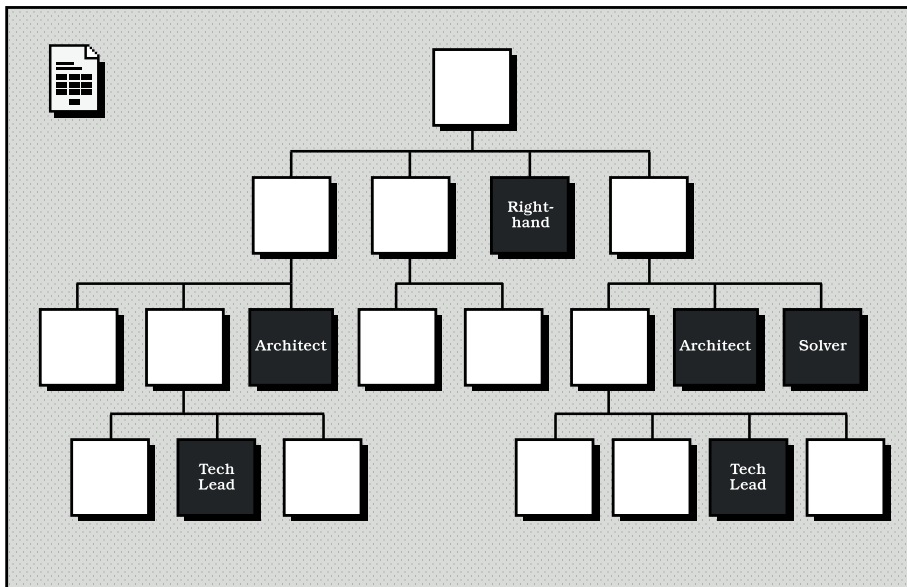 Right-
hand
Architect
Architect
Solver
Tech
Lead
Tech
Lead